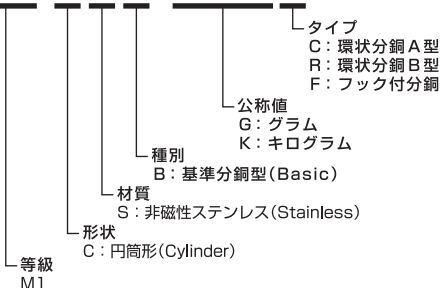 タイプ
C：環状分銅A型
R：環状分銅B型
F：フック付分銅
公称値
G：グラム
K：キログラム
種別
B：基準分銅型(Basic)
材質
S：非磁性ステンレス(Stainless)
形状
C：円筒形(Cylinder)
等級
M1